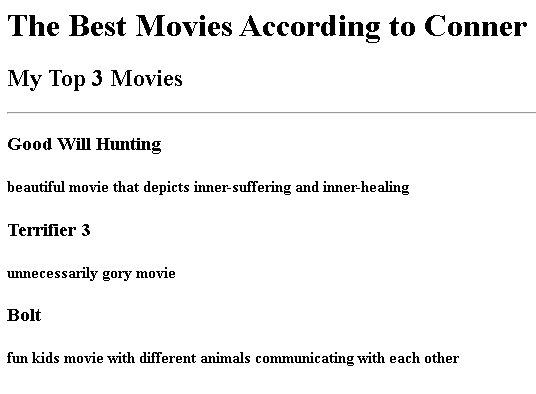 The Best Movies According to Conner
My Top 3 Movies
Good Will Hunting
beautiful movie that depicts inner-suffering and inner-healing
Terrifier 3
unnecessarily gory movie
Bolt
fun kids movie with different animals communicating with each other